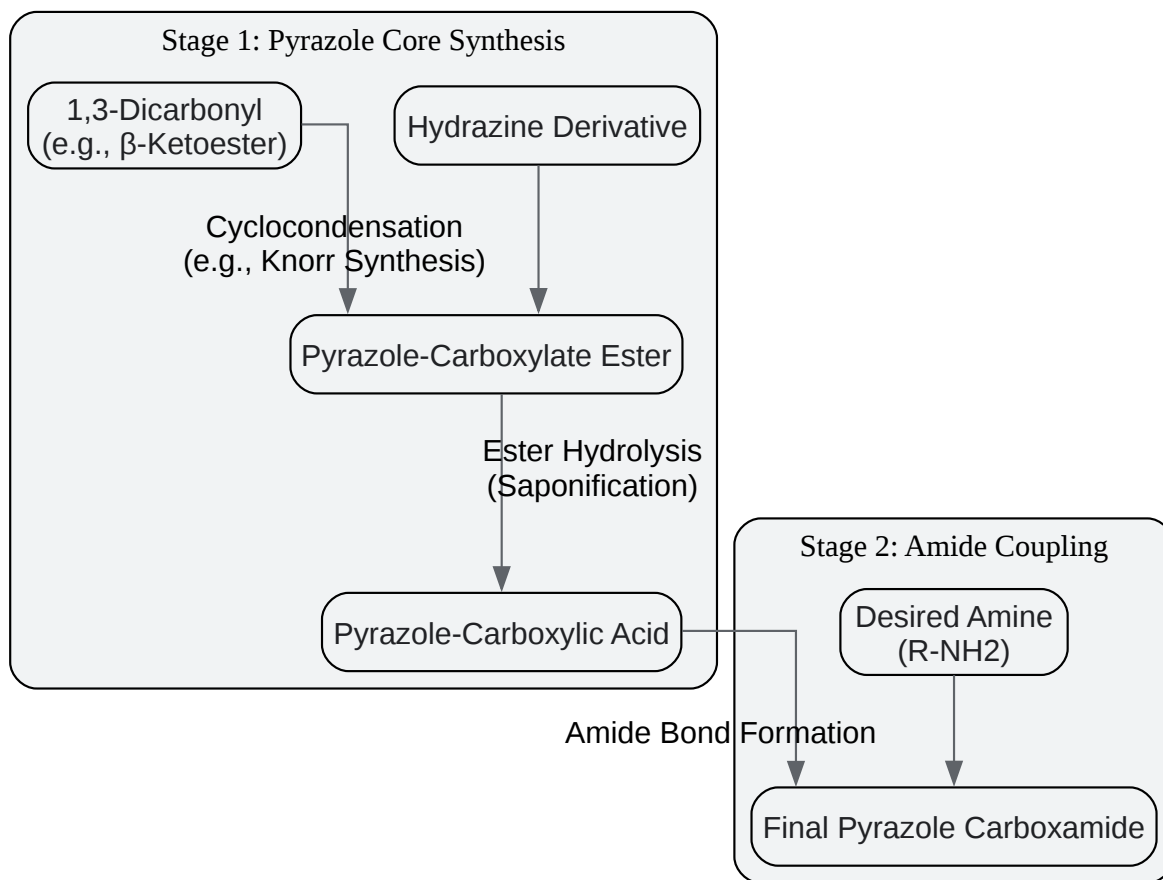 Stage 1: Pyrazole Core Synthesis
1,3-Dicarbonyl
(e.g., β-Ketoester)
Hydrazine Derivative
Cyclocondensation
(e.g., Knorr Synthesis)
Pyrazole-Carboxylate Ester
Ester Hydrolysis
(Saponification)
Pyrazole-Carboxylic Acid
Stage 2: Amide Coupling
Desired Amine
(R-NH2)
Amide Bond Formation
Final Pyrazole Carboxamide